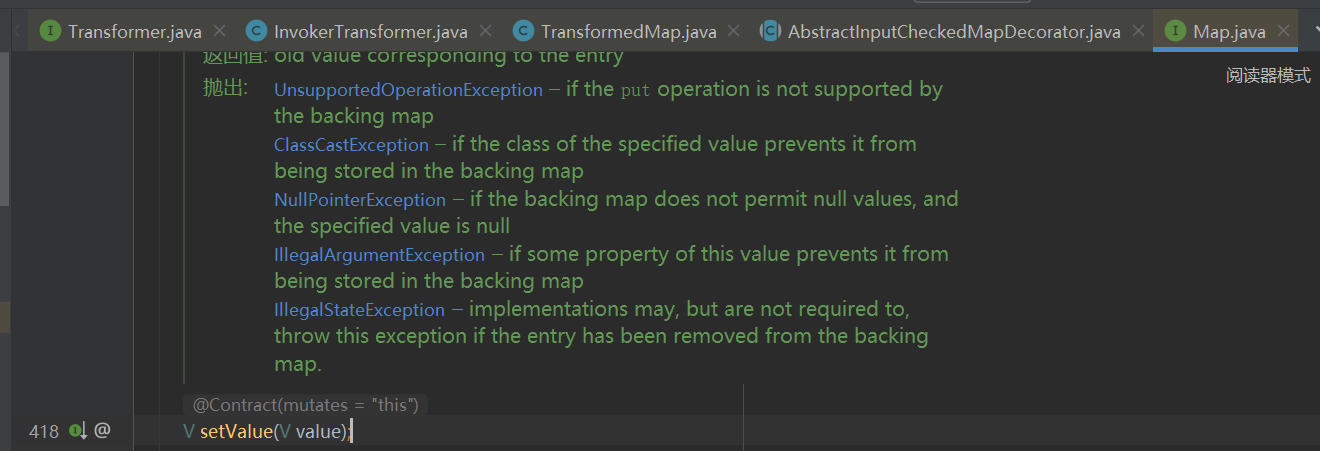 Transformer.java InvokerTransformer.java TransformedMap.java AbstractInputCheckedMapDecorator.java Map.java
返回值: old value corresponding to the entry
阅读器模式
抛出: UnsupportedOperationException – if the put operation is not supported by
the backing map
ClassCastException – if the class of the specified value prevents it from
being stored in the backing map
NullPointerException – if the backing map does not permit null values, and
the specified value is null
IllegalArgumentException – if some property of this value prevents it from
being stored in the backing map
IllegalStateException – implementations may, but are not required to,
throw this exception if the entry has been removed from the backing
map.
@Contract(mutates = "this")
418 @ V setValue(V value);